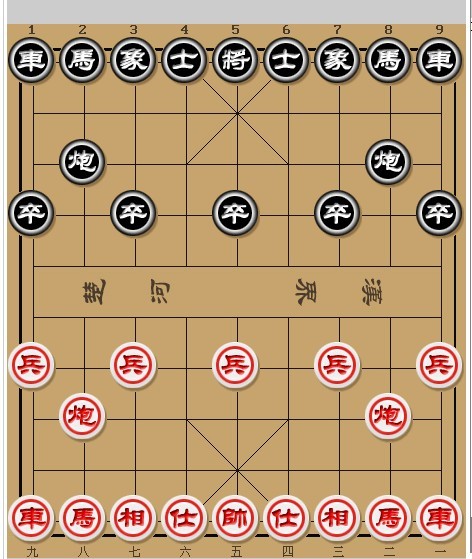 1 2 3 4 5 6 7 8 9
車 馬 象 士 將 士 象 馬 車
炮 炮
卒 卒 卒 卒 卒
楚 河 界 漢
兵 兵 兵 兵 兵
炮 炮
車 馬 相 仕 帥 仕 相 馬 車
九 八 七 六 五 四 三 二 一